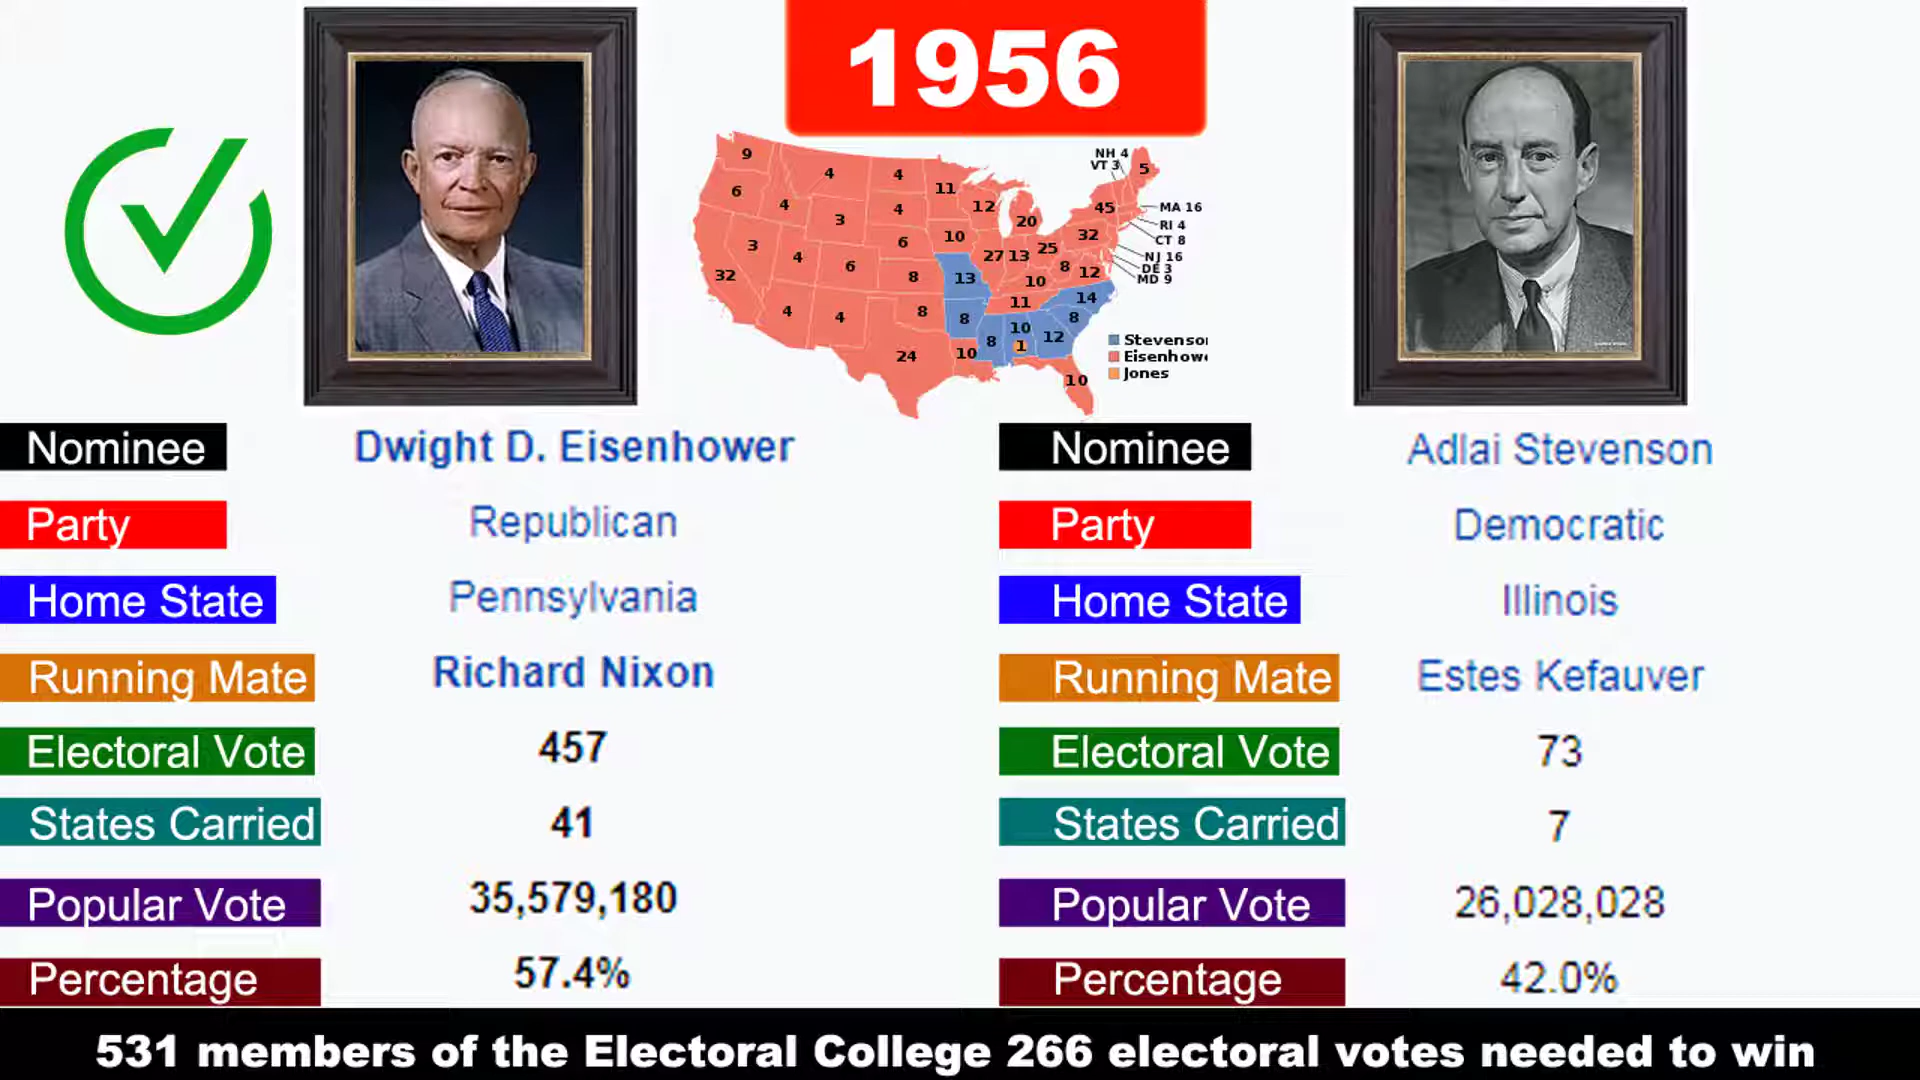 1956
9
4
4
11
NH 4
VT 3
5
6
4
3
4
12
20
45
MA 16
RI 4
CT 8
3
4
6
6
10
27
13
25
32
NJ 16
DE 3
MD 9
32
8
13
10
8
12
4
4
8
8
11
14
8
24
10
8
10
1
12
10
Stevenso
Eisenhow
Jones
Nominee Dwight D. Eisenhower
Party Republican
Home State Pennsylvania
Running Mate Richard Nixon
Electoral Vote 457
States Carried 41
Popular Vote 35,579,180
Percentage 57.4%
Nominee Adlai Stevenson
Party Democratic
Home State Illinois
Running Mate Estes Kefauver
Electoral Vote 73
States Carried 7
Popular Vote 26,028,028
Percentage 42.0%
531 members of the Electoral College 266 electoral votes needed to win